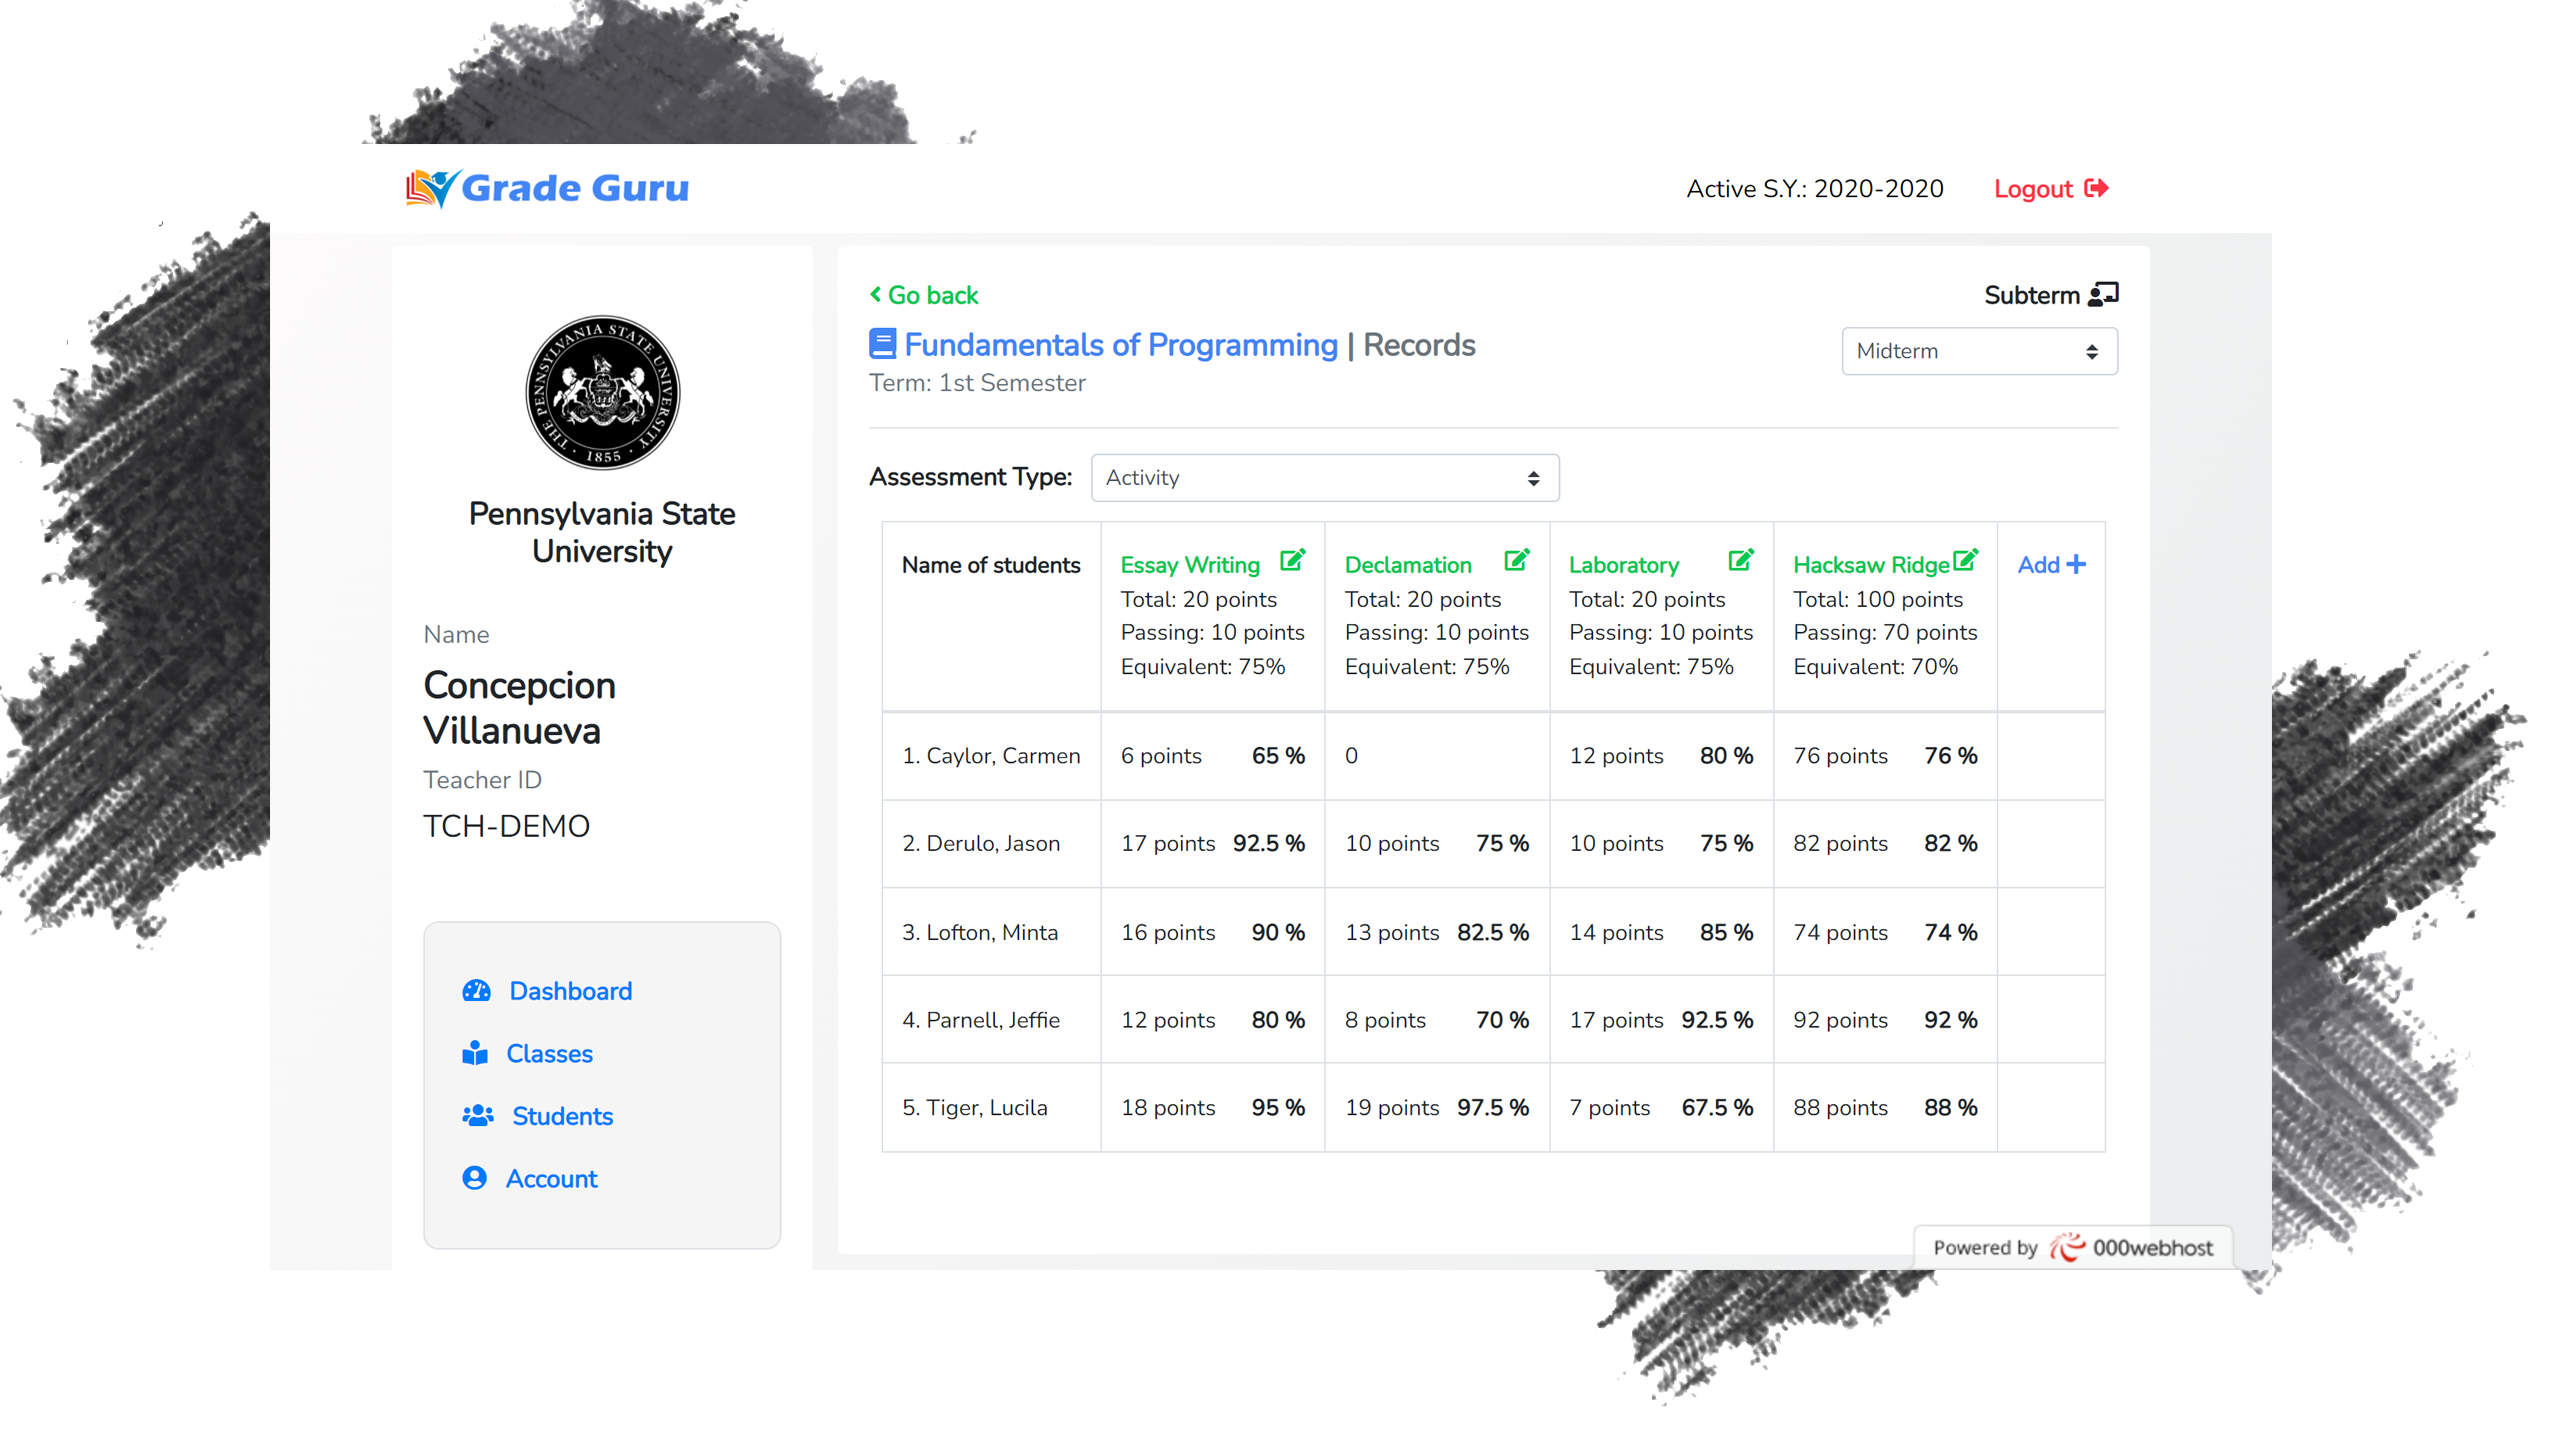 Grade Guru
Active S.Y.: 2020-2020
Logout
THE PENNSYLVANIA STATE UNIVERSITY
· 1855 ·
Pennsylvania State
University
Name
Concepcion
Villanueva
Teacher ID
TCH-DEMO
Dashboard
Classes
Students
Account
Go back
Subterm
Fundamentals of Programming | Records
Midterm
Term: 1st Semester
Assessment Type: Activity
Name of students Essay Writing Declamation Laboratory Hacksaw Ridge Add
Total: 20 points Total: 20 points Total: 20 points Total: 100 points
Passing: 10 points Passing: 10 points Passing: 10 points Passing: 70 points
Equivalent: 75% Equivalent: 75% Equivalent: 75% Equivalent: 70%
1. Caylor, Carmen 6 points 65 % 0 12 points 80 % 76 points 76 %
2. Derulo, Jason 17 points 92.5 % 10 points 75 % 10 points 75 % 82 points 82 %
3. Lofton, Minta 16 points 90 % 13 points 82.5 % 14 points 85 % 74 points 74 %
4. Parnell, Jeffie 12 points 80 % 8 points 70 % 17 points 92.5 % 92 points 92 %
5. Tiger, Lucila 18 points 95 % 19 points 97.5 % 7 points 67.5 % 88 points 88 %
Powered by 000webhost